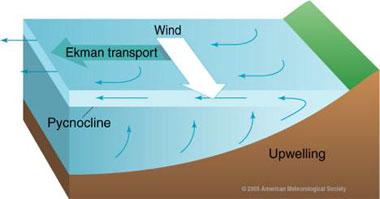 Wind
Ekman transport
Pycnocline
Upwelling
© 2005 American Meteorological Society